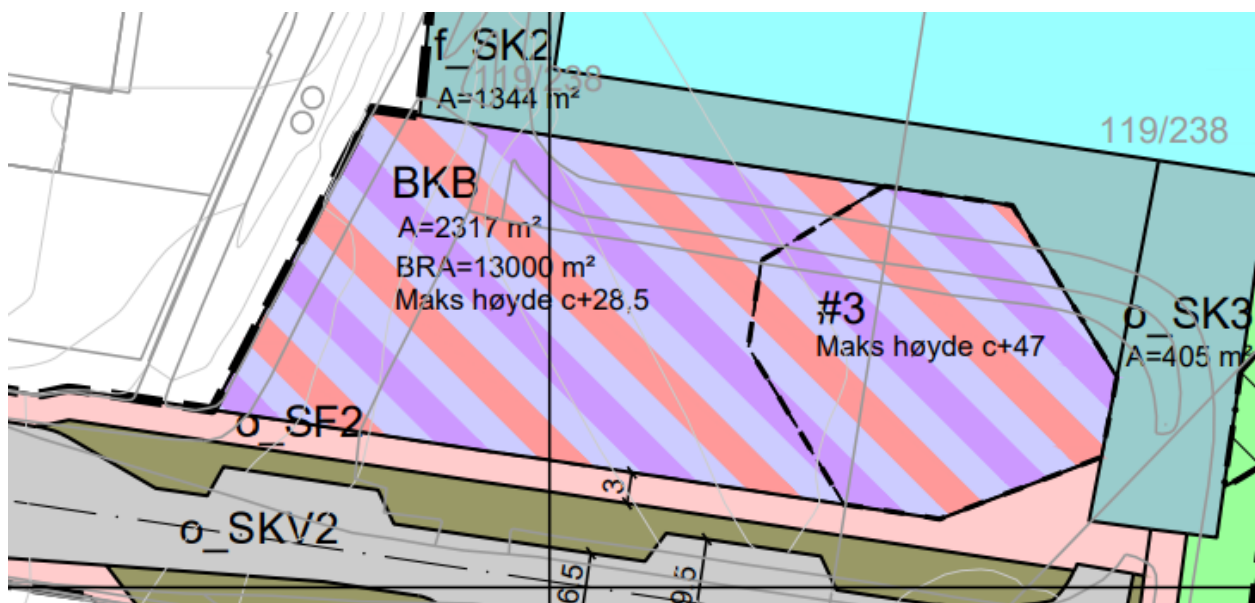 f_SK2
119/238
A=1344 m²
119/238
BKB
A=2317 m²
BRA=13000 m²
Maks høyde c+28,5
#3
Maks høyde c+47
o_SK3
A=405 m²
o_SF2
3
o_SKV2
6.5
9.5